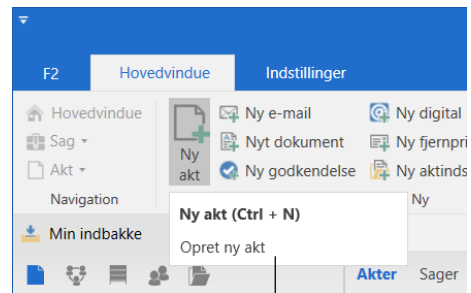 F2 Hovedvindue Indstillinger
Hovedvindue
Sag
Akt
Navigation
Ny
akt
Ny e-mail
Nyt dokument
Ny godkendelse
Ny digital
Ny fjernpri
Ny aktinds
Ny
Ny akt (Ctrl + N)
Opret ny akt
Min indbakke
Akter Sager